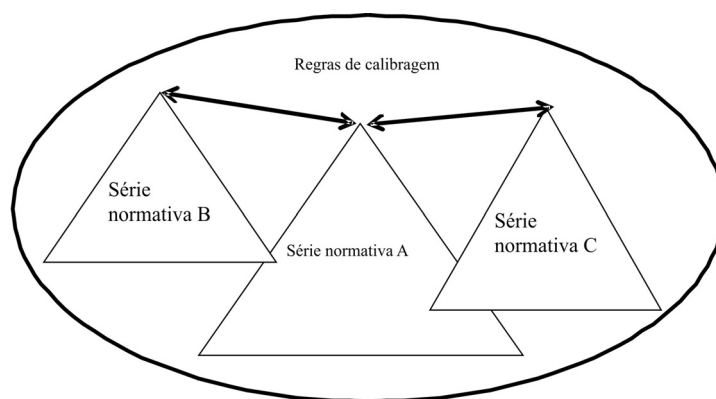 Regras de calibragem
Série
normativa B
Série normativa A
Série
normativa C